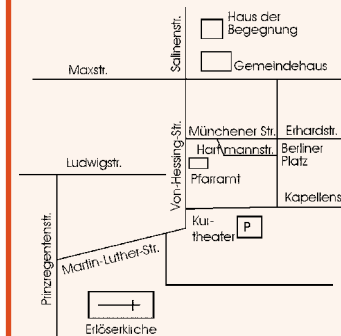 Haus der
Begegnung
Salinenstr.
Gemeindehaus
Maxstr.
Von-Hessing-Str.
Münchener Str.
Erhardstr.
Hartmannstr.
Berliner
Platz
Ludwigstr.
Pfarramt
Kapellens
Prinzregentenstr.
Kur-
theater
P
Martin-Luther-Str.
Erlöserkirche